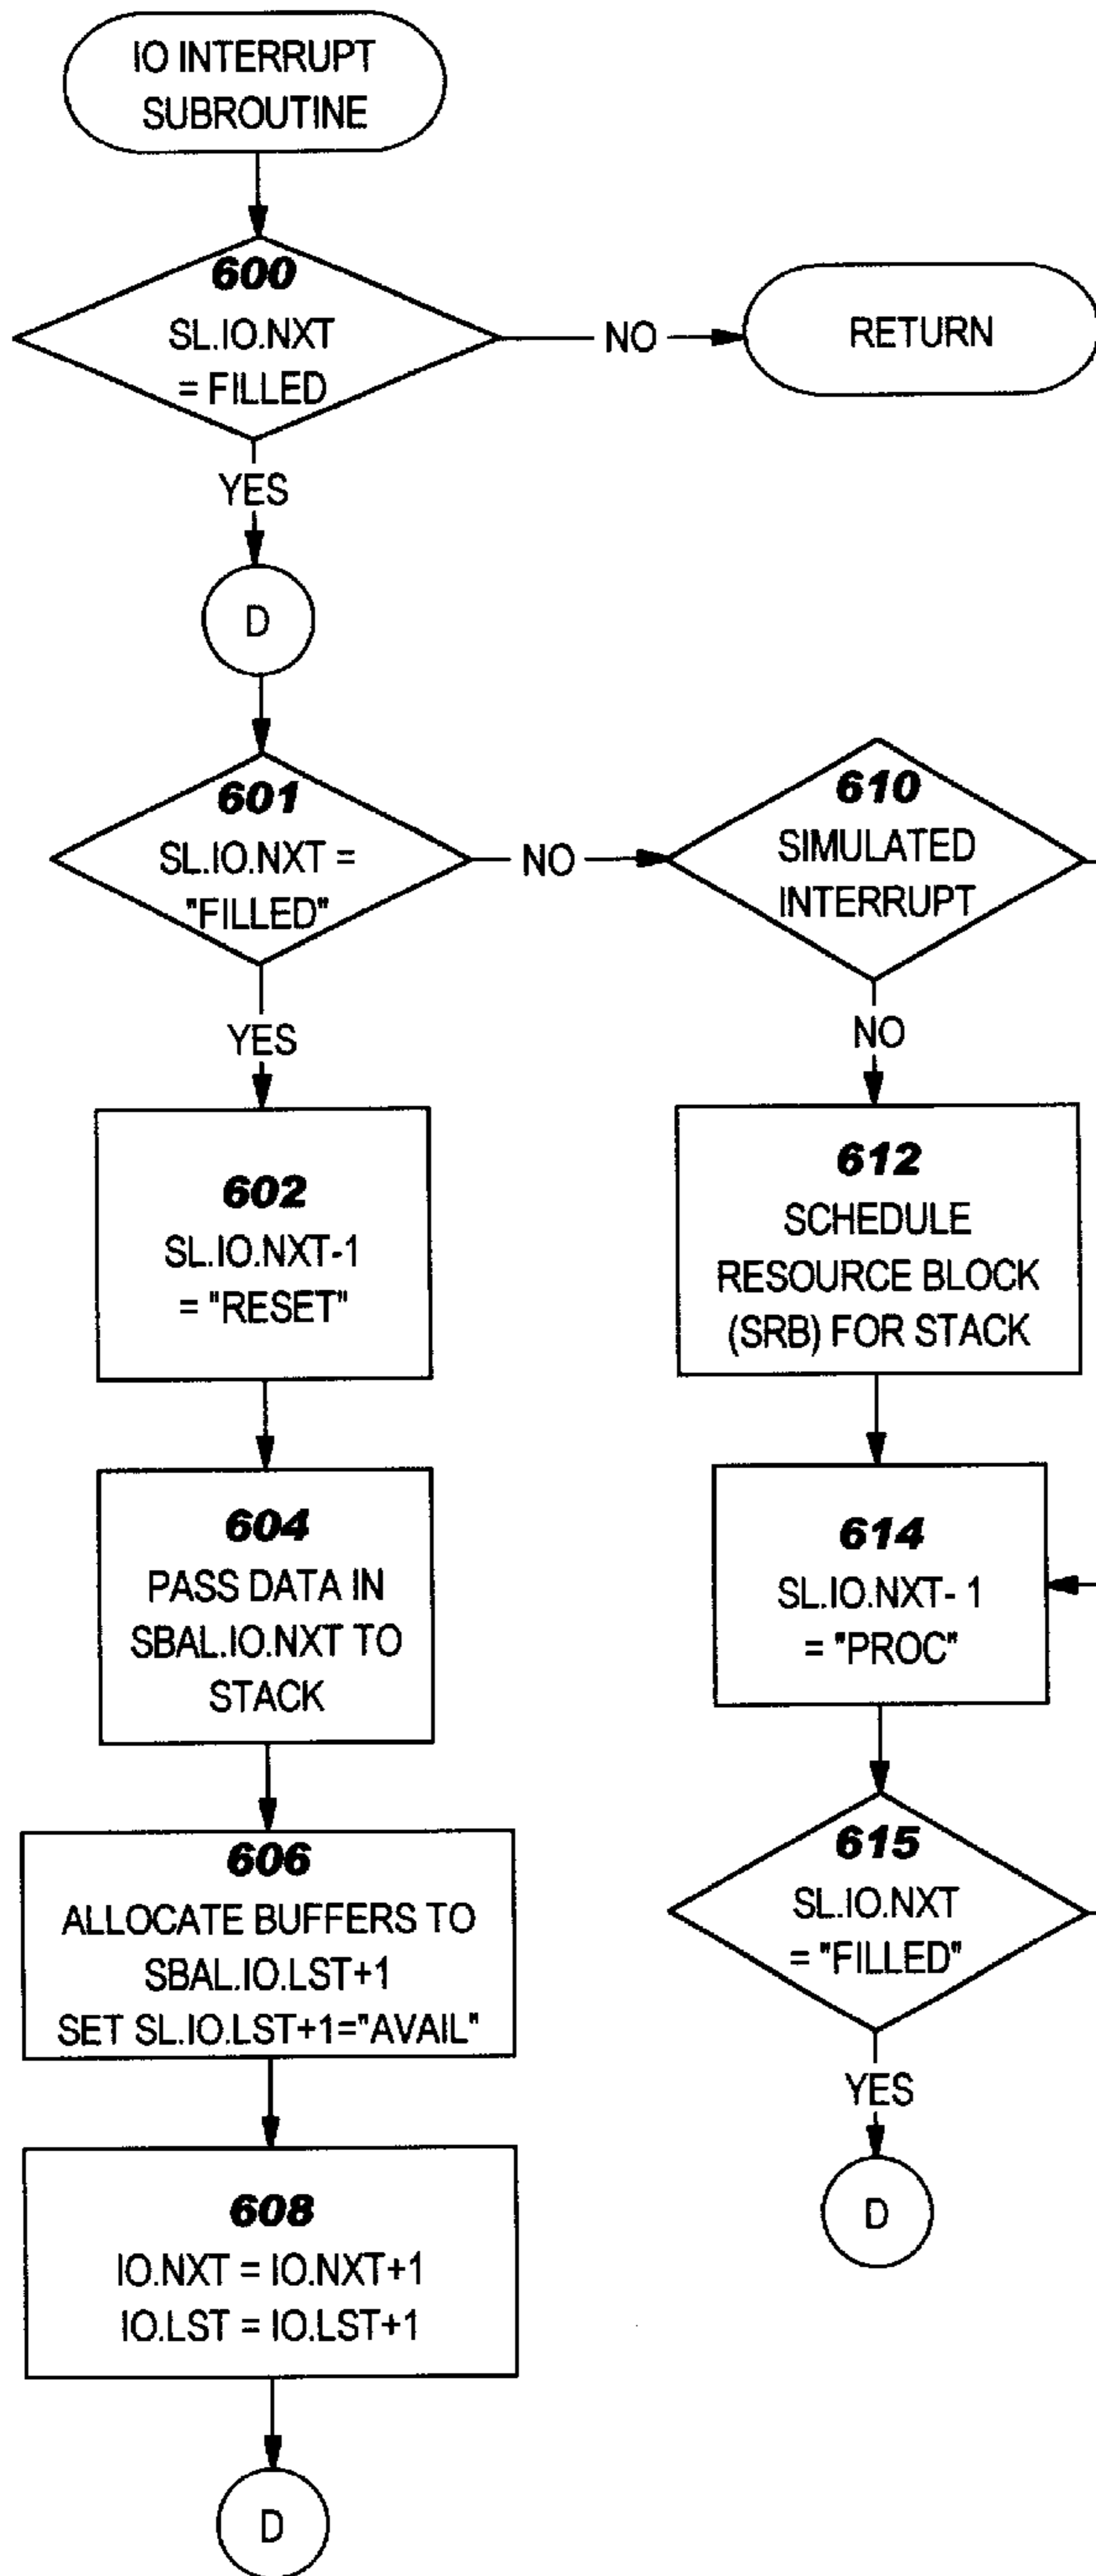 IO INTERRUPT
SUBROUTINE
600
SL.IO.NXT
= FILLED
NO
RETURN
YES
D
601
SL.IO.NXT =
"FILLED"
NO
610
SIMULATED
INTERRUPT
YES
NO
602
SL.IO.NXT-1
= "RESET"
612
SCHEDULE
RESOURCE BLOCK
(SRB) FOR STACK
604
PASS DATA IN
SBAL.IO.NXT TO
STACK
614
SL.IO.NXT- 1
= "PROC"
606
ALLOCATE BUFFERS TO
SBAL.IO.LST+1
SET SL.IO.LST+1="AVAIL"
615
SL.IO.NXT
= "FILLED"
YES
D
608
IO.NXT = IO.NXT+1
IO.LST = IO.LST+1
D